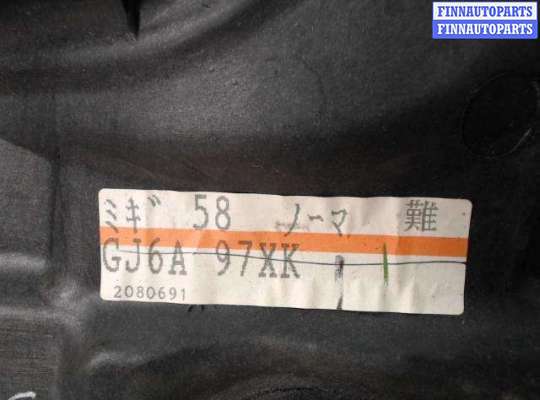 FINNAUTOPARTS
FINNAUTOPARTS
ミギ 58 ノーマ 難
GJ6A 97XK
2080691